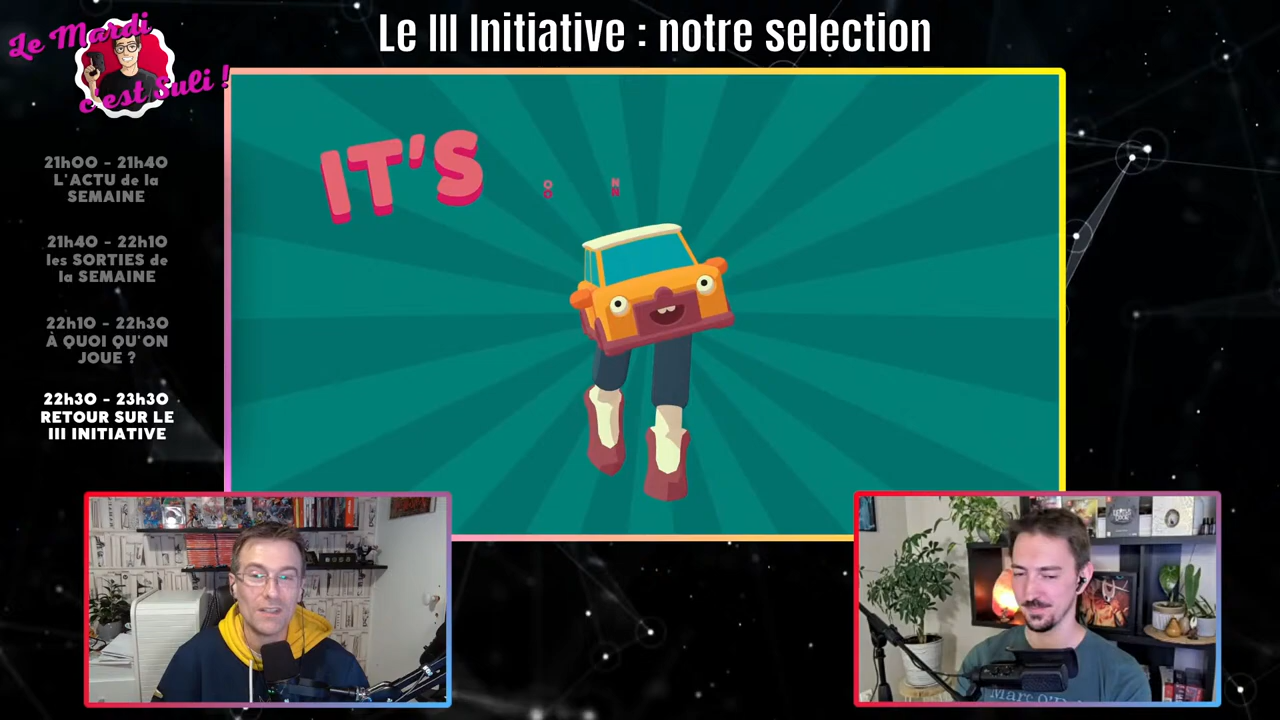 Le III Initiative : notre selection
Le Mardi
c'est Suli !
21h00 - 21h40
L'ACTU de la
SEMAINE
21h40 - 22h10
les SORTIES de
la SEMAINE
22h10 - 22h30
À QUOI QU'ON
JOUE ?
22h30 - 23h30
RETOUR SUR LE
III INITIATIVE
IT'S